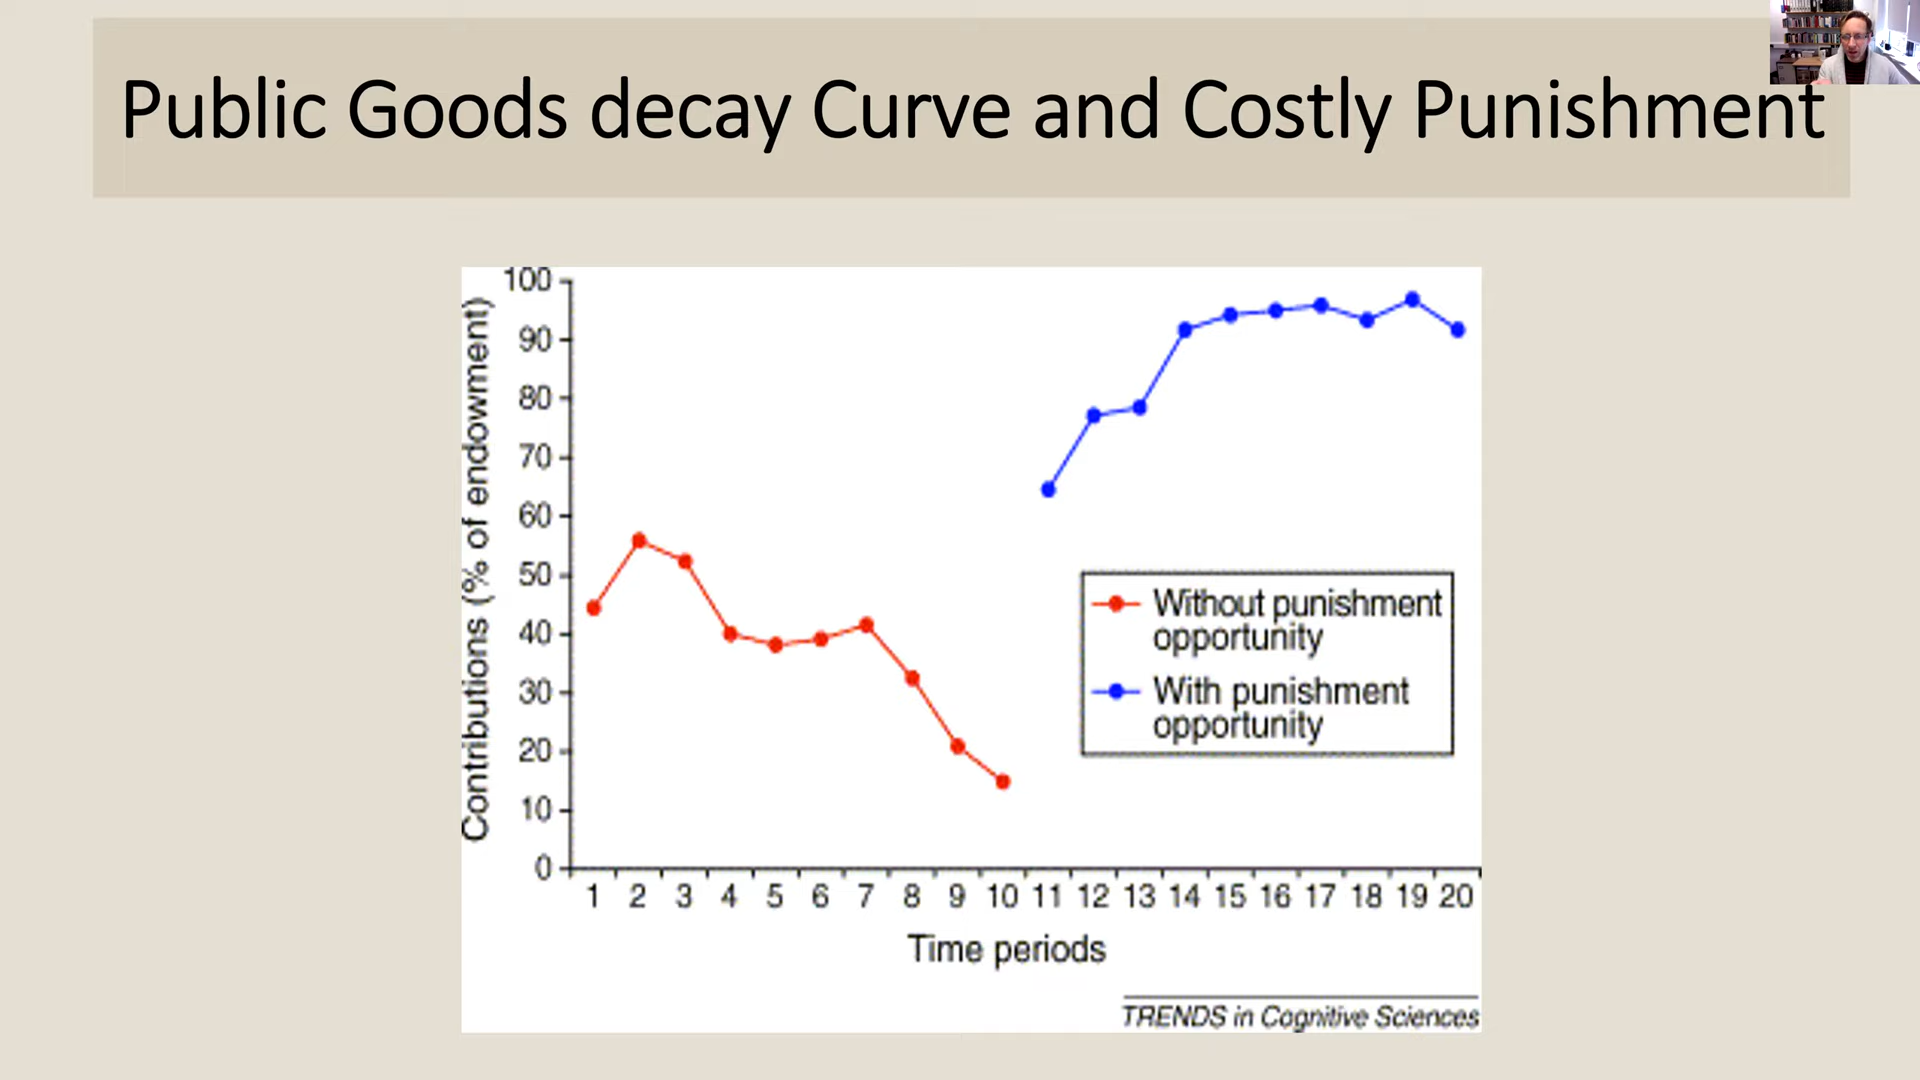 Public Goods decay Curve and Costly Punishment
100
90
80
70
60
50
40
30
20
10
0
Contributions (% of endowment)
Without punishment
opportunity
With punishment
opportunity
1 2 3 4 5 6 7 8 9 10 11 12 13 14 15 16 17 18 19 20
Time periods
TRENDS in Cognitive Sciences